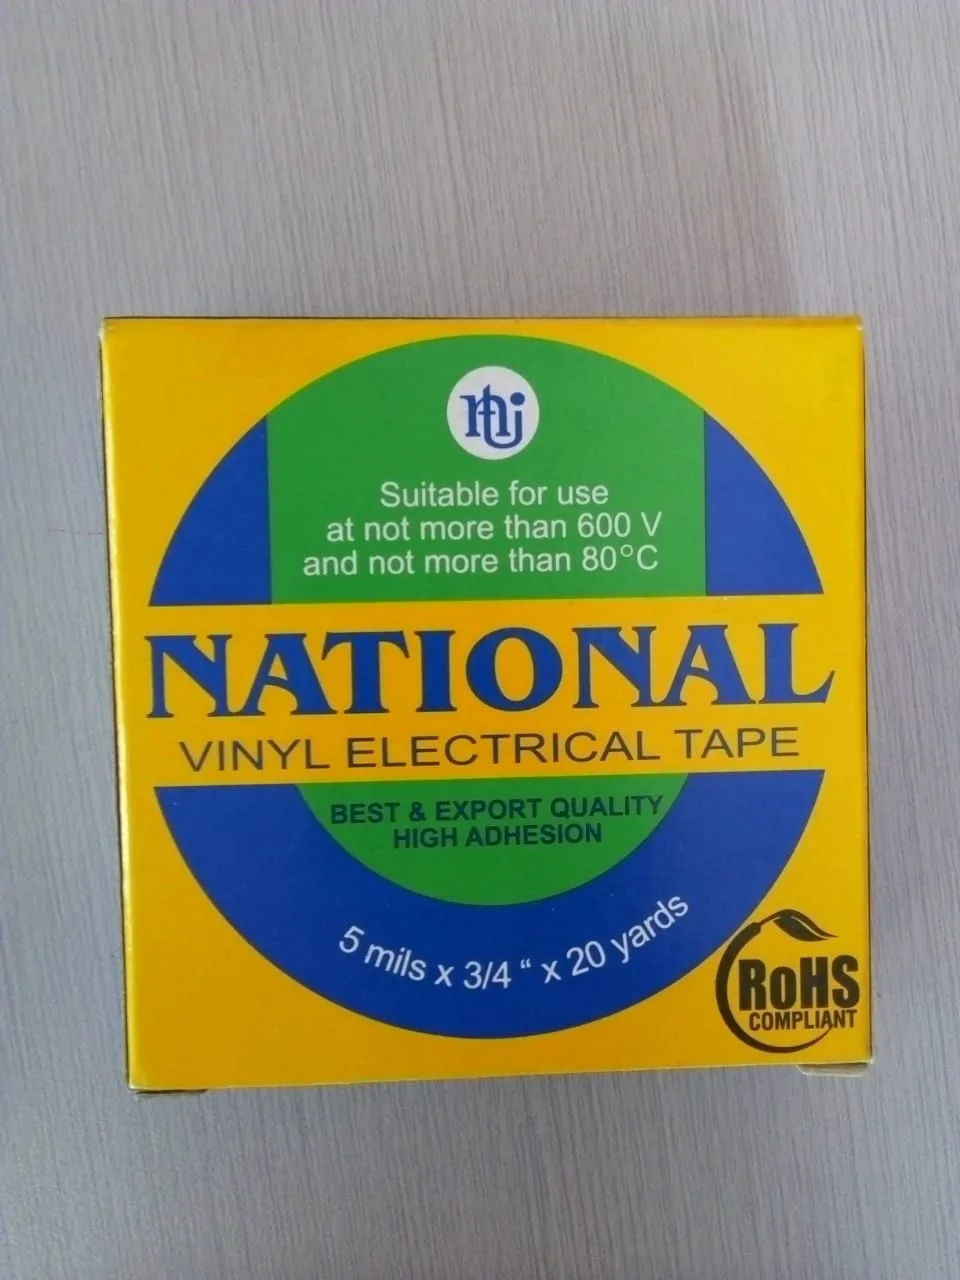 Suitable for use
at not more than 600 V
and not more than 80°C
NATIONAL
VINYL ELECTRICAL TAPE
BEST & EXPORT QUALITY
HIGH ADHESION
5 mils x 3/4 “ x 20 yards
RoHS
COMPLIANT